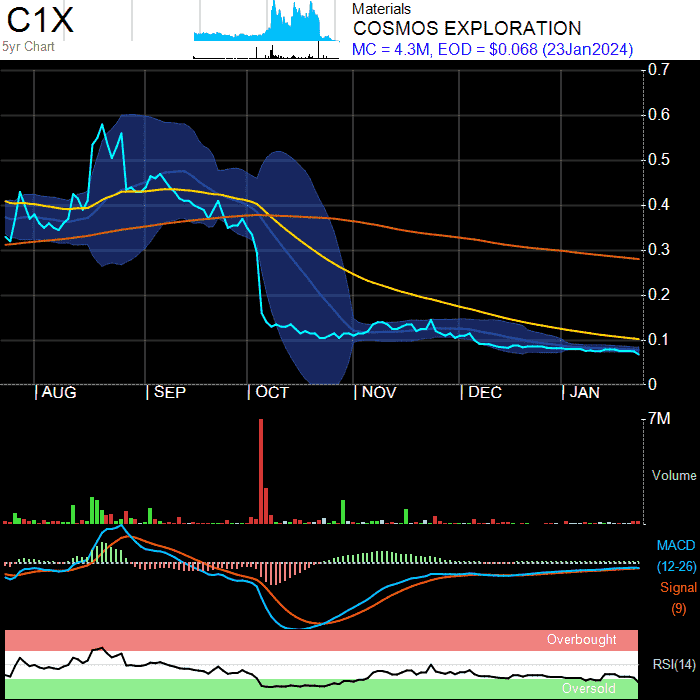 C1X
5yr Chart
Materials
COSMOS EXPLORATION
MC = 4.3M, EOD = $0.068 (23Jan2024)
0.7
0.6
0.5
0.4
0.3
0.2
0.1
0
AUG SEP OCT NOV DEC JAN
7M
Volume
MACD
(12-26)
Signal
(9)
Overbought
RSI(14)
Oversold